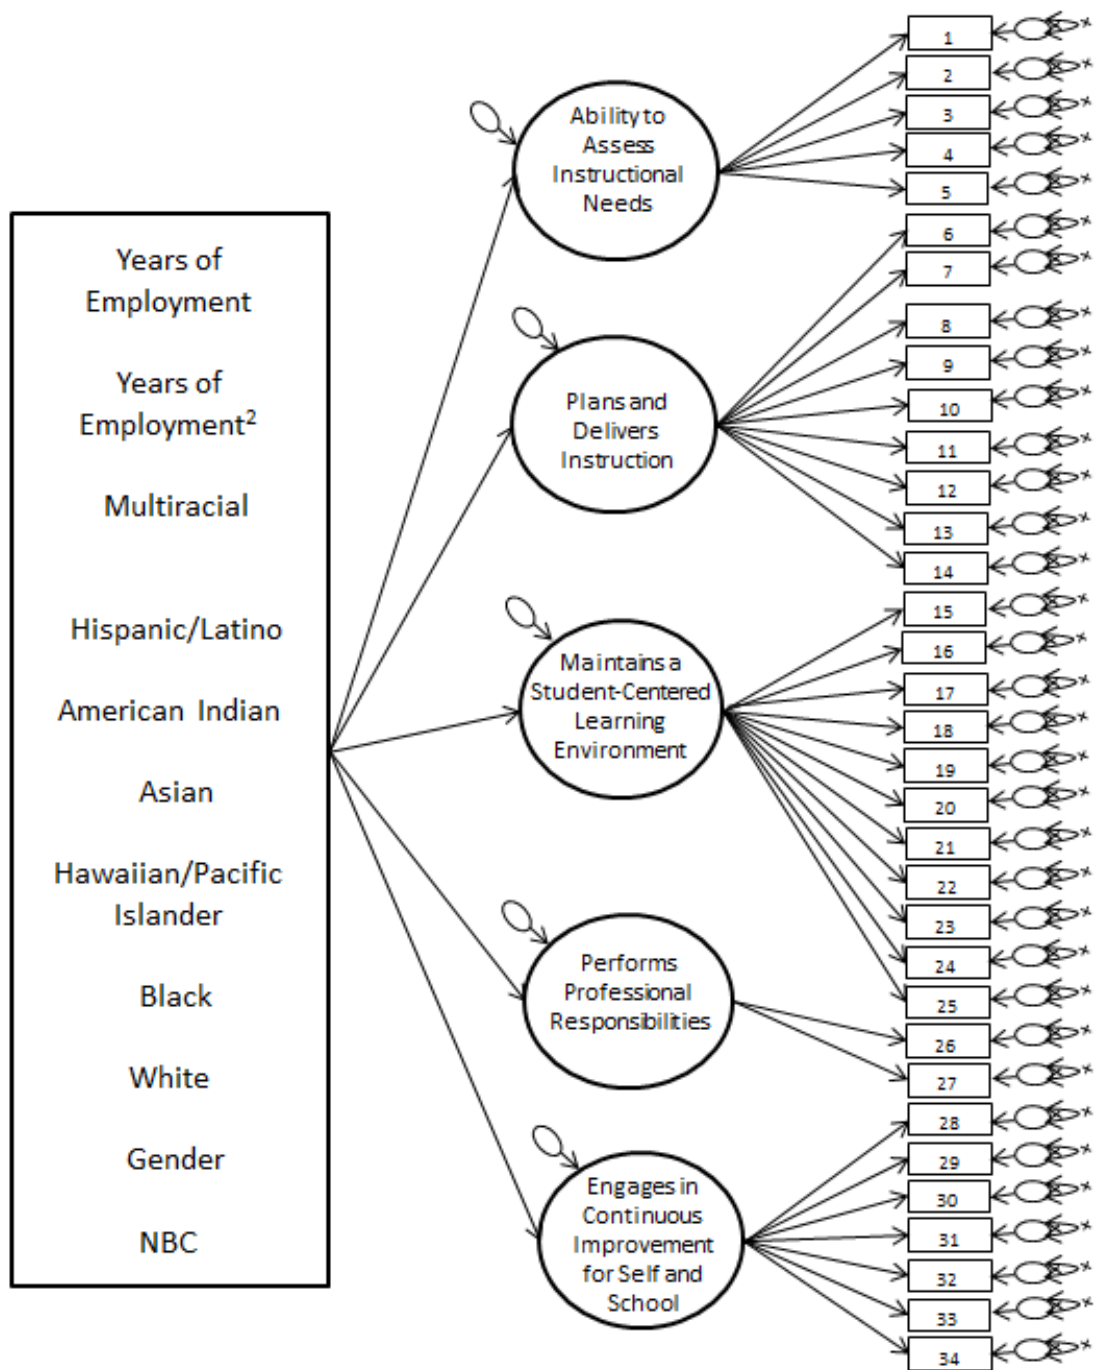 Years of
Employment
Years of
Employment²
Multiracial
Hispanic/Latino
American Indian
Asian
Hawaiian/Pacific
Islander
Black
White
Gender
NBC
Ability to
Assess
Instructional
Needs
Plans and
Delivers
Instruction
Maintains a
Student-Centered
Learning
Environment
Performs
Professional
Responsibilities
Engages in
Continuous
Improvement
for Self and
School
1
2
3
4
5
6
7
8
9
10
11
12
13
14
15
16
17
18
19
20
21
22
23
24
25
26
27
28
29
30
31
32
33
34